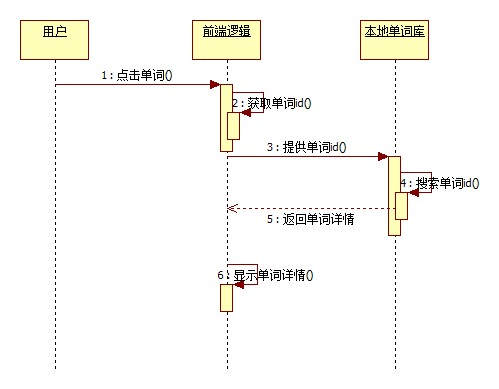 用户
前端逻辑
本地单词库
1 : 点击单词()
2 : 获取单词id()
3 : 提供单词id()
4 : 搜索单词id()
5 : 返回单词详情
6 : 显示单词详情()